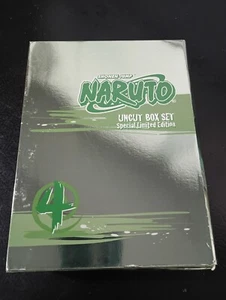 SHONEN JUMP
NARUTO
UNCUT BOX SET
Special Limited Edition
4